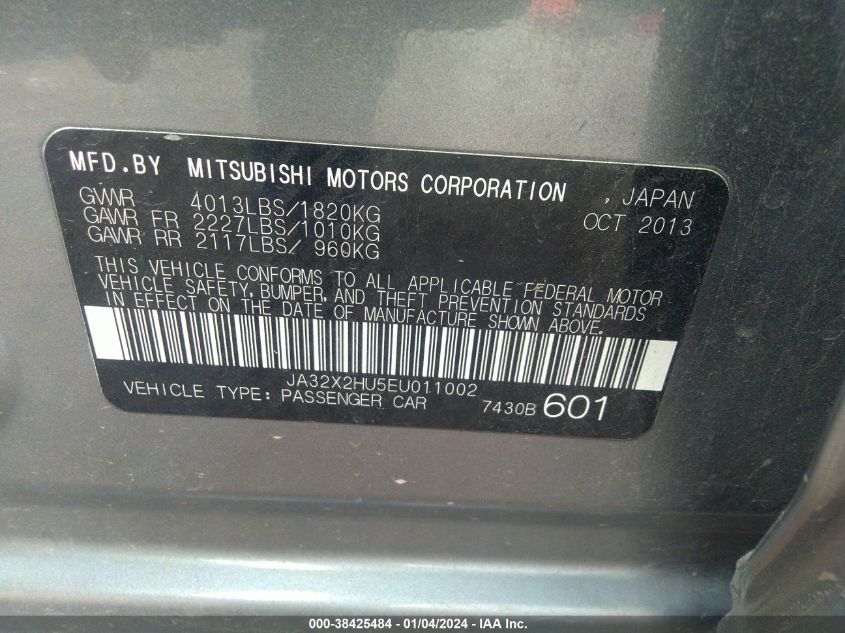 MFD.BY MITSUBISHI MOTORS CORPORATION , JAPAN
GVWR 4013LBS/1820KG OCT 2013
GAWR FR 2227LBS/1010KG
GAWR RR 2117LBS/ 960KG
THIS VEHICLE CONFORMS TO ALL APPLICABLE FEDERAL MOTOR
VEHICLE SAFETY, BUMPER, AND THEFT PREVENTION STANDARDS
IN EFFECT ON THE DATE OF MANUFACTURE SHOWN ABOVE.
JA32X2HU5EU011002
VEHICLE TYPE: PASSENGER CAR 7430B 601
000-38425484 - 01/04/2024 - IAA Inc.